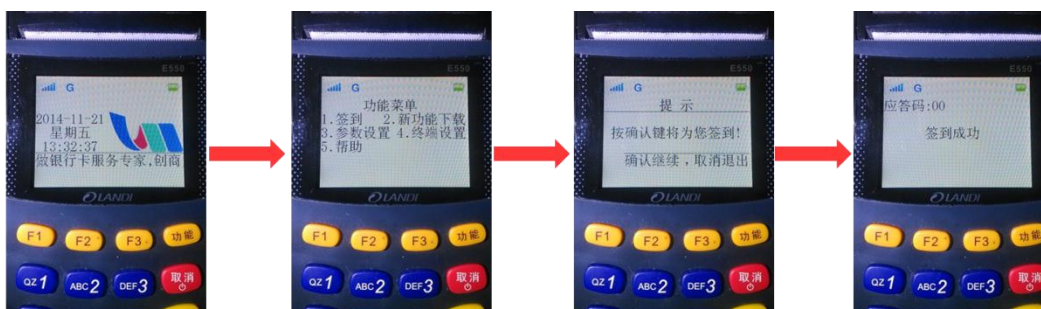 E550
G
2014-11-21
星期五
13:32:37
做银行卡服务专家,创商
LANDI
F1 F2 F3 功能
QZ1 ABC2 DEF3 取消
E550
G
功能菜单
1.签到 2.新功能下载
3.参数设置 4.终端设置
5.帮助
LANDI
F1 F2 F3 功能
QZ1 ABC2 DEF3 取消
E550
G
提 示
按确认键将为您签到!
确认继续,取消退出
LANDI
F1 F2 F3 功能
QZ1 ABC2 DEF3 取消
E550
G
应答码:00
签到成功
LANDI
F1 F2 F3 功能
QZ1 ABC2 DEF3 取消